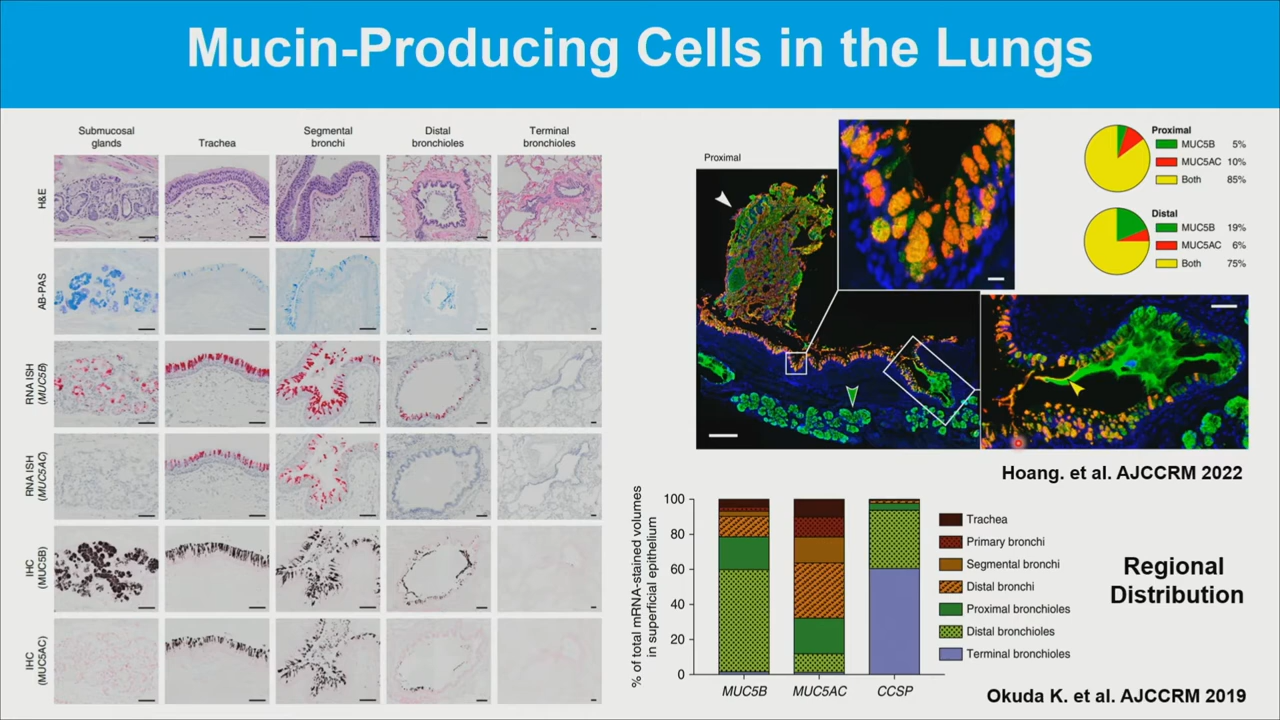 Mucin-Producing Cells in the Lungs
Submucosal
glands
Trachea
Segmental
bronchi
Distal
bronchioles
Terminal
bronchioles
H&E
AB-PAS
RNA ISH
(MUC5B)
RNA ISH
(MUC5AC)
IHC
(MUC5B)
IHC
(MUC5AC)
Proximal
Proximal
MUC5B 5%
MUC5AC 10%
Both 85%
Distal
MUC5B 19%
MUC5AC 6%
Both 75%
Hoang. et al. AJCCRM 2022
% of total mRNA-stained volumes
in superficial epithelium
100
80
60
40
20
0
MUC5B
MUC5AC
CCSP
Trachea
Primary bronchi
Segmental bronchi
Distal bronchi
Proximal bronchioles
Distal bronchioles
Terminal bronchioles
Regional
Distribution
Okuda K. et al. AJCCRM 2019